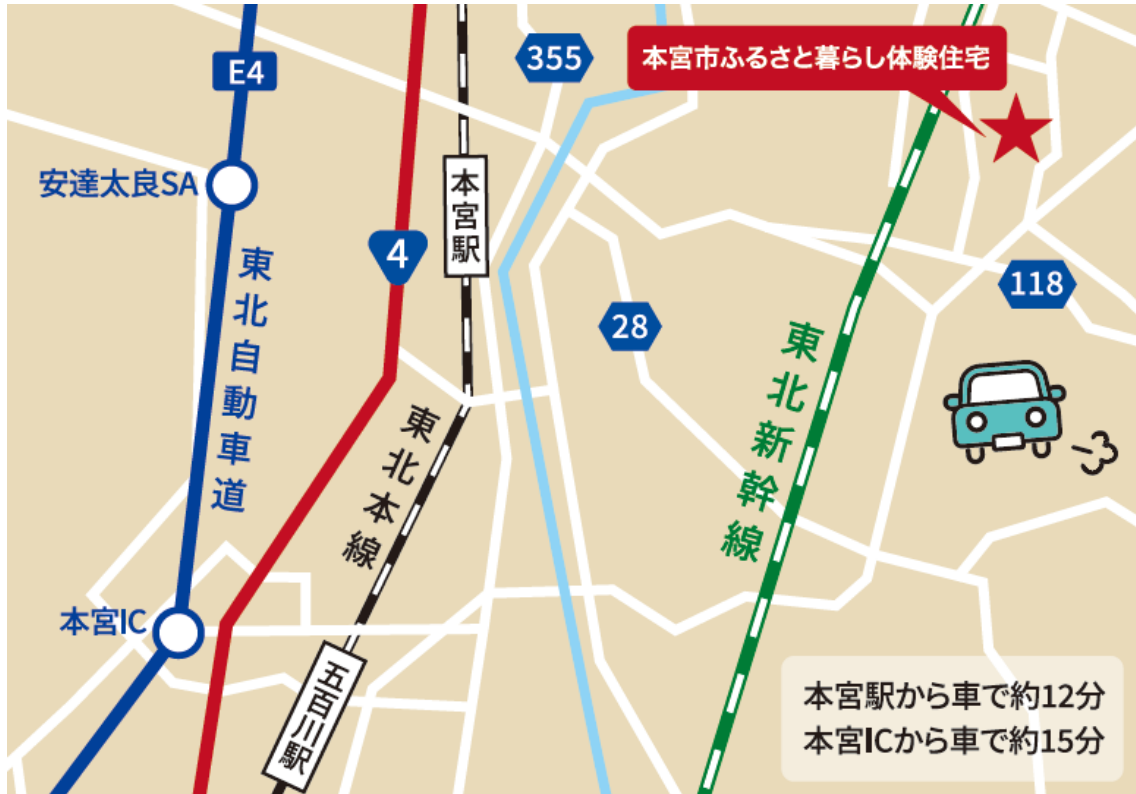 E4
355
本宮市ふるさと暮らし体験住宅
安達太良SA
本宮駅
4
東北自動車道
118
28
東北新幹線
東北本線
本宮IC
五百川駅
本宮駅から車で約12分
本宮ICから車で約15分